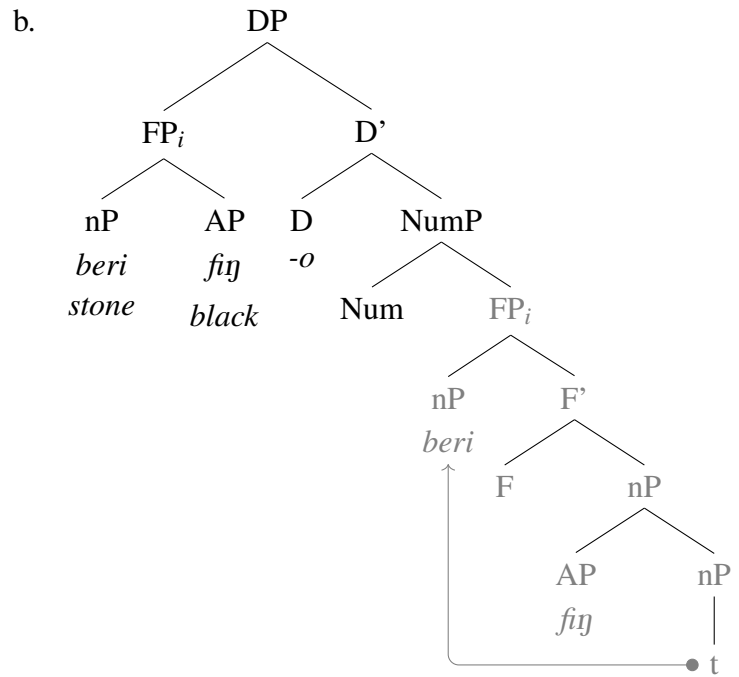 b.
DP
FPi D’
nP AP D NumP
beri fiŋ -o
stone black Num FPi
nP F’
beri
F nP
AP nP
fiŋ
t